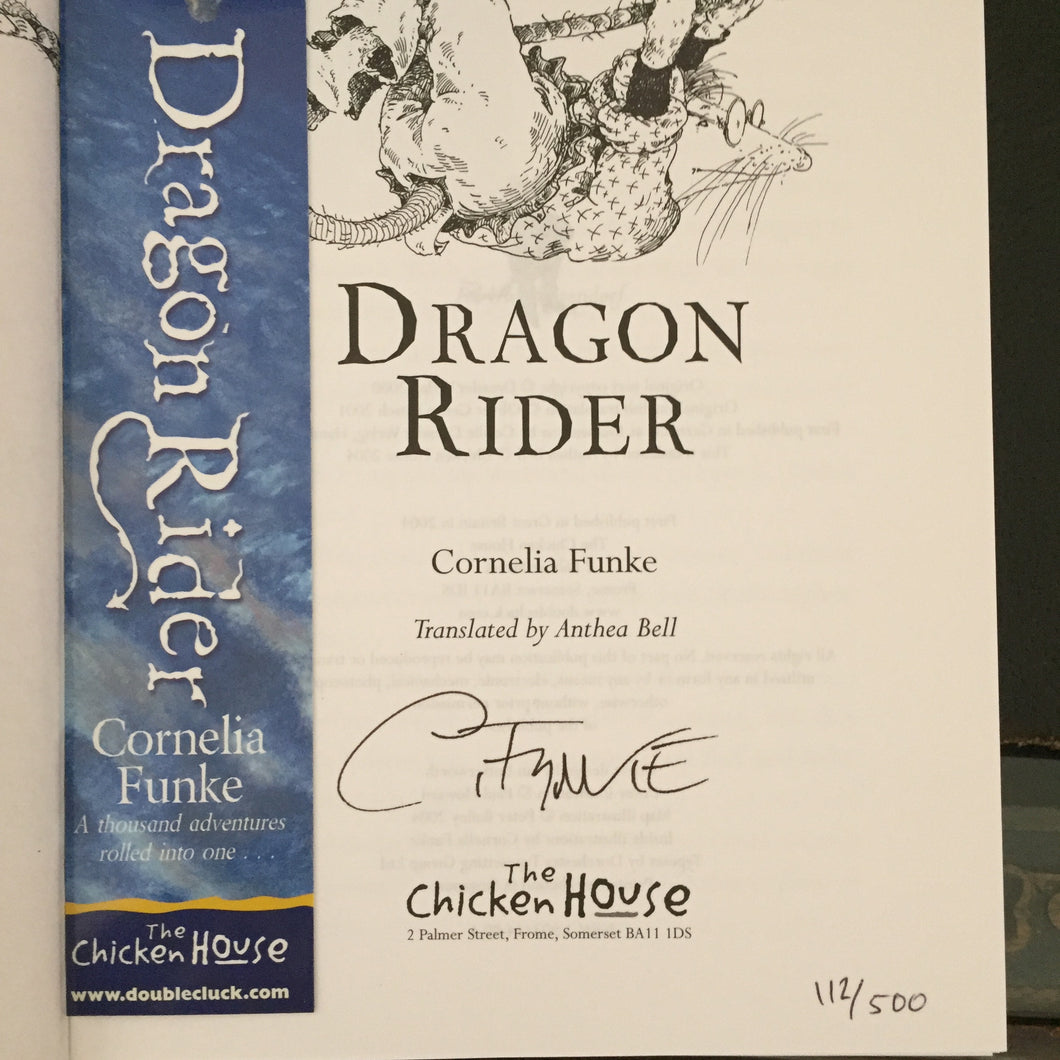 Dragon Rider
Cornelia
Funke
A thousand adventures
rolled into one . . .
The
Chicken House
www.doublecluck.com
DRAGON
RIDER
Cornelia Funke
Translated by Anthea Bell
The
Chicken House
2 Palmer Street, Frome, Somerset BA11 1DS
112/500